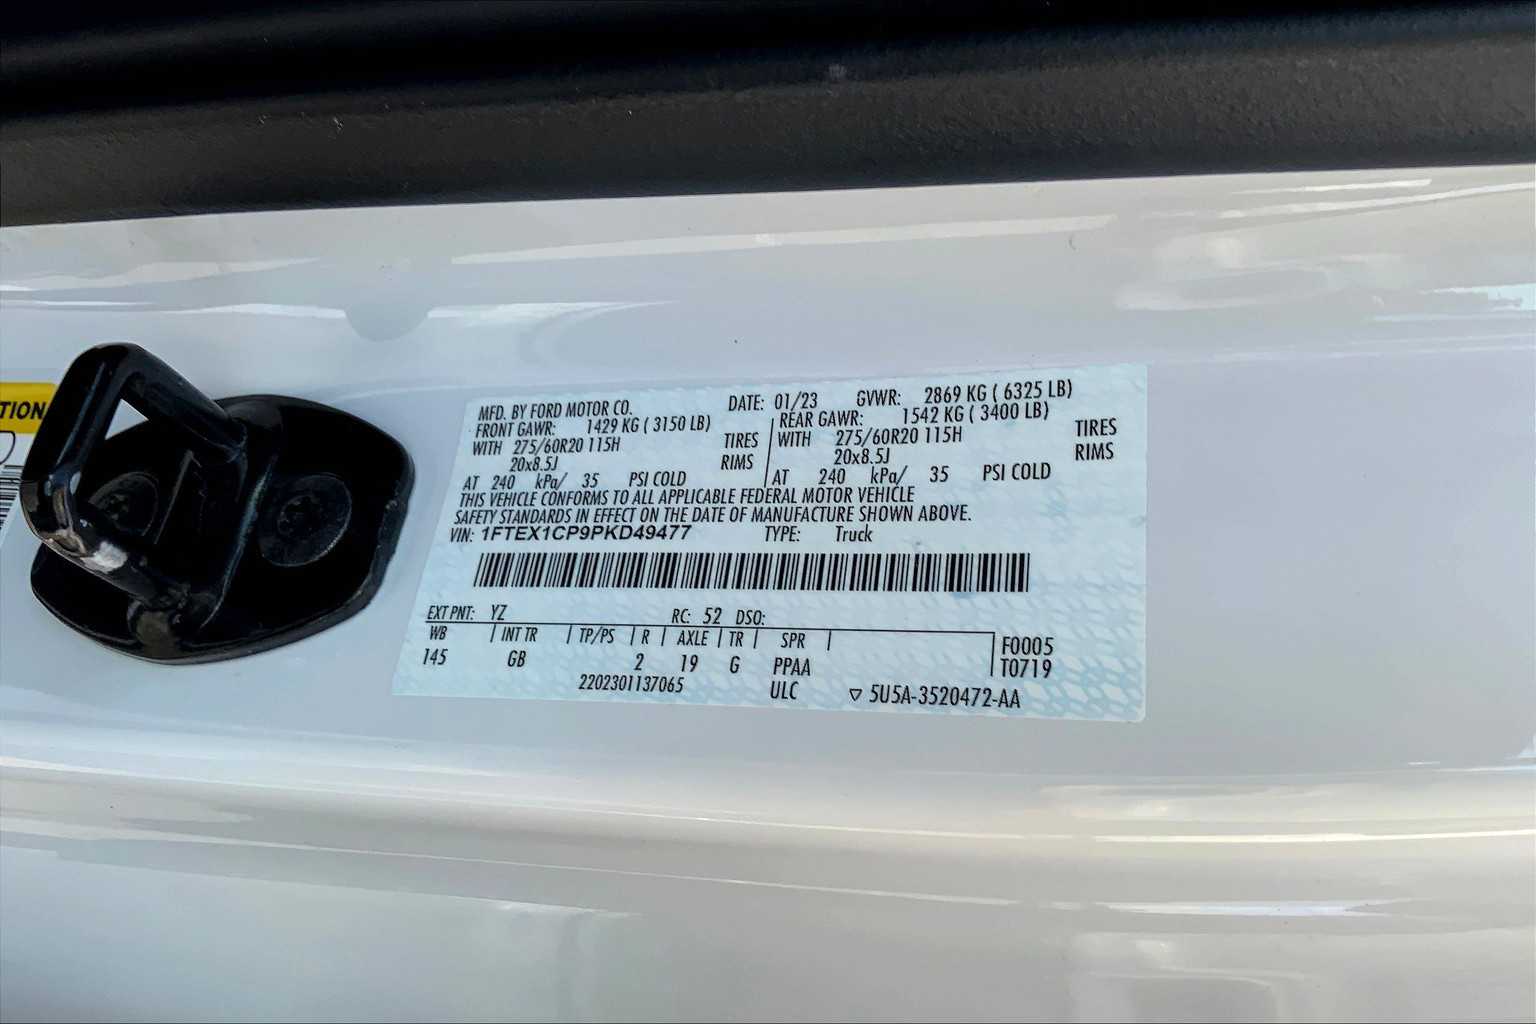 TION
MFD. BY FORD MOTOR CO. DATE: 01/23 GVWR: 2869 KG ( 6325 LB)
FRONT GAWR: 1429 KG ( 3150 LB) REAR GAWR: 1542 KG ( 3400 LB)
WITH 275/60R20 115H TIRES WITH 275/60R20 115H TIRES
20x8.5J RIMS 20x8.5J RIMS
AT 240 kPa/ 35 PSI COLD AT 240 kPa/ 35 PSI COLD
THIS VEHICLE CONFORMS TO ALL APPLICABLE FEDERAL MOTOR VEHICLE
SAFETY STANDARDS IN EFFECT ON THE DATE OF MANUFACTURE SHOWN ABOVE.
VIN: 1FTEX1CP9PKD49477 TYPE: Truck
EXT PNT: YZ RC: 52 DSO:
WB INT TR TP/PS R AXLE TR SPR F0005
145 GB 2 19 G PPAA T0719
2202301137065 ULC ▽ 5U5A-3520472-AA